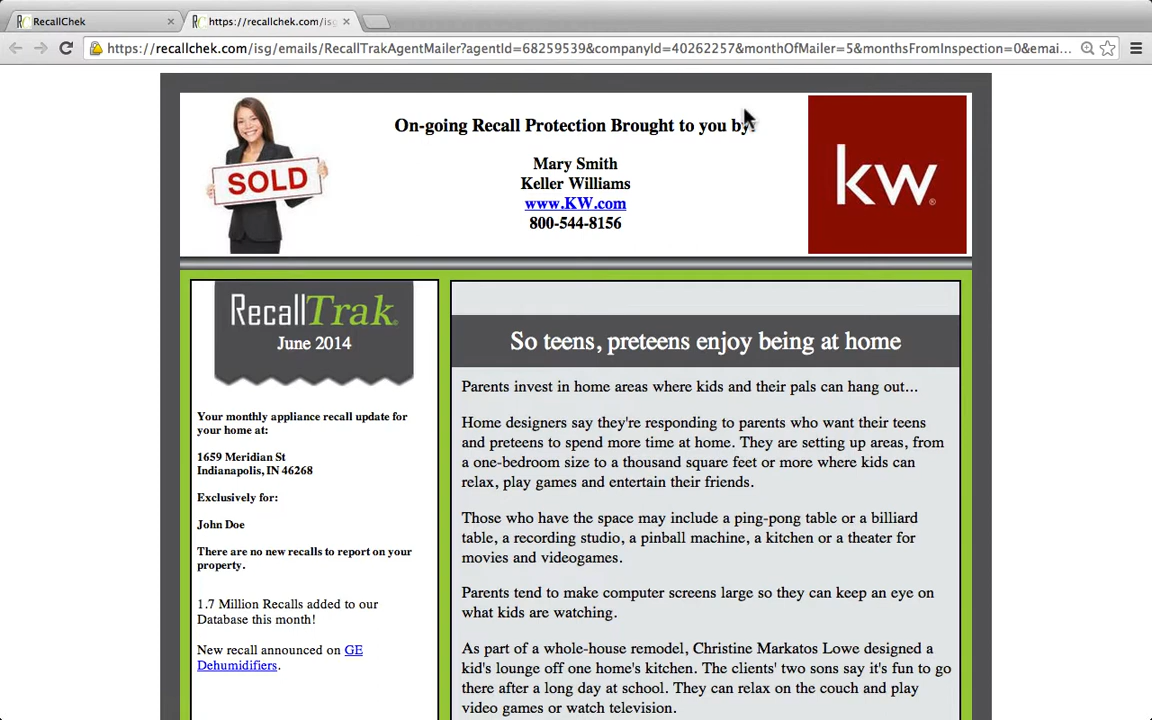 RecallChek
https://recallchek.com/isg
https://recallchek.com/isg/emails/RecallTrakAgentMailer?agentId=68259539&companyId=40262257&monthOfMailer=5&monthsFromInspection=0&emai...
On-going Recall Protection Brought to you by:
Mary Smith
Keller Williams
www.KW.com
800-544-8156
SOLD
kw®
RecallTrak®
June 2014
Your monthly appliance recall update for
your home at:
1659 Meridian St
Indianapolis, IN 46268
Exclusively for:
John Doe
There are no new recalls to report on your
property.
1.7 Million Recalls added to our
Database this month!
New recall announced on GE
Dehumidifiers.
So teens, preteens enjoy being at home
Parents invest in home areas where kids and their pals can hang out...
Home designers say they're responding to parents who want their teens
and preteens to spend more time at home. They are setting up areas, from
a one-bedroom size to a thousand square feet or more where kids can
relax, play games and entertain their friends.
Those who have the space may include a ping-pong table or a billiard
table, a recording studio, a pinball machine, a kitchen or a theater for
movies and videogames.
Parents tend to make computer screens large so they can keep an eye on
what kids are watching.
As part of a whole-house remodel, Christine Markatos Lowe designed a
kid's lounge off one home's kitchen. The clients' two sons say it's fun to go
there after a long day at school. They can relax on the couch and play
video games or watch television.